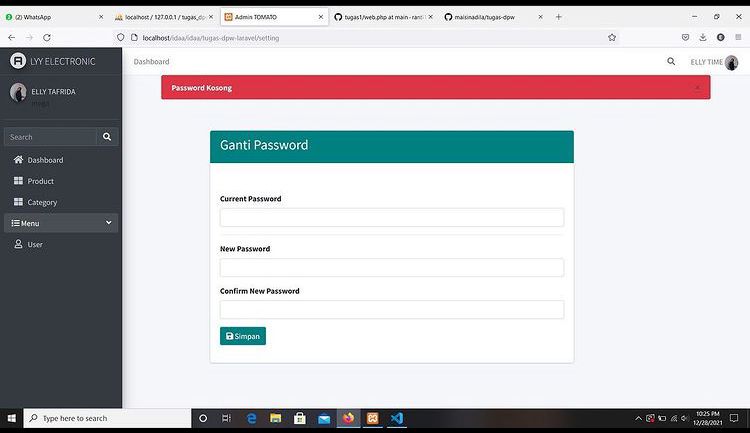 (2) WhatsApp
localhost / 127.0.0.1 / tugas_dp
Admin TOMATO
tugas1/web.php at main · ranti
maisinadila/tugas-dpw
localhost/idaa/idaa/tugas-dpw-laravel/setting
LYY ELECTRONIC
Dashboard
ELLY TIME
Password Kosong
ELLY TAFRIDA
Search
Dashboard
Product
Category
Menu
User
Ganti Password
Current Password
New Password
Confirm New Password
Simpan
Type here to search
10:25 PM
12/28/2021